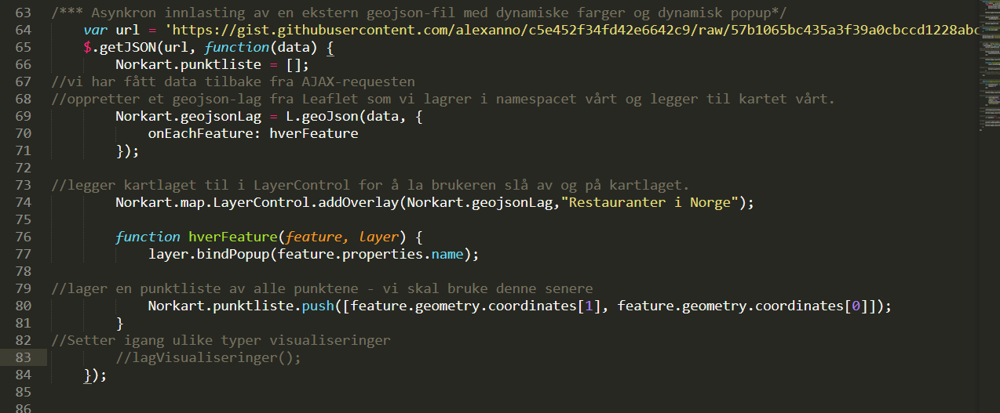 63 /*** Asynkron innlasting av en ekstern geojson-fil med dynamiske farger og dynamisk popup*/
64 var url = 'https://gist.githubusercontent.com/alexanno/c5e452f34fd42e6642c9/raw/57b1065bc435a3f39a0cbccd1228abc
65 $.getJSON(url, function(data) {
66 Norkart.punktliste = [];
67 //vi har fått data tilbake fra AJAX-requesten
68 //oppretter et geojson-lag fra Leaflet som vi lagrer i namespacet vårt og legger til kartet vårt.
69 Norkart.geojsonLag = L.geoJson(data, {
70 onEachFeature: hverFeature
71 });
72
73 //legger kartlaget til i LayerControl for å la brukeren slå av og på kartlaget.
74 Norkart.map.LayerControl.addOverlay(Norkart.geojsonLag,"Restauranter i Norge");
75
76 function hverFeature(feature, layer) {
77 layer.bindPopup(feature.properties.name);
78
79 //lager en punktliste av alle punktene - vi skal bruke denne senere
80 Norkart.punktliste.push([feature.geometry.coordinates[1], feature.geometry.coordinates[0]]);
81 }
82 //Setter igang ulike typer visualiseringer
83 //lagVisualiseringer();
84 });
85
86